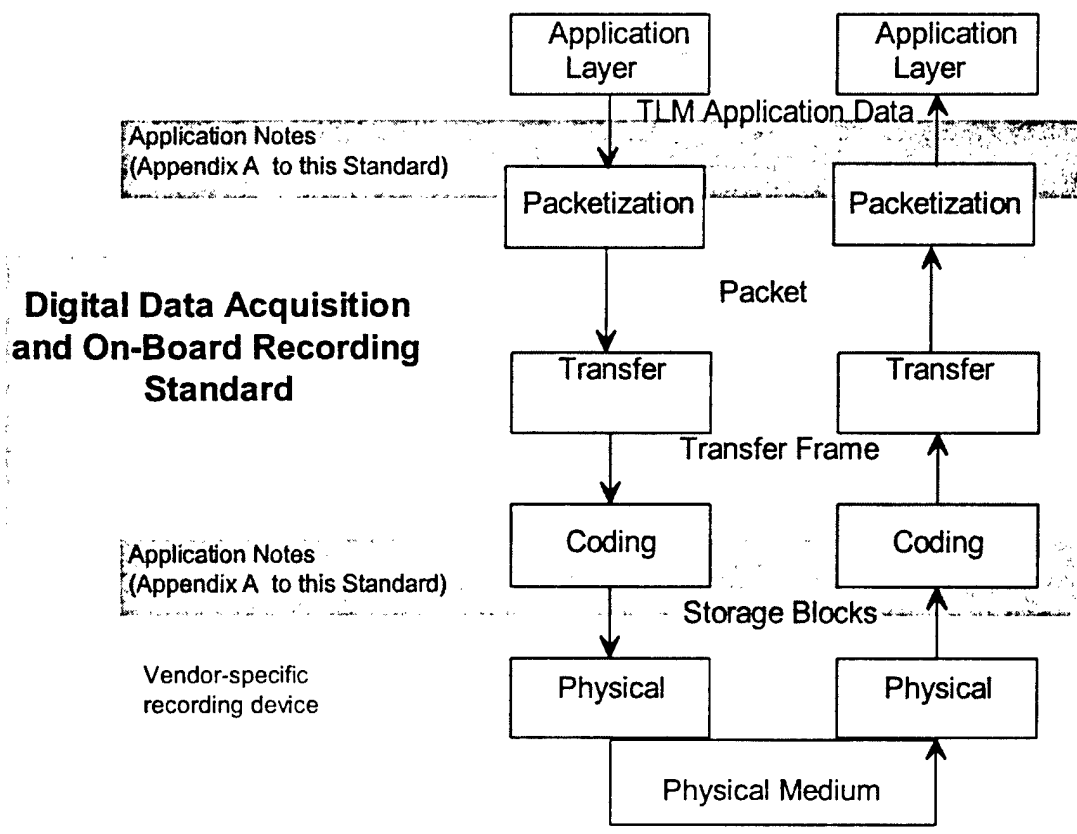 Application
Layer
Application
Layer
TLM Application Data
Application Notes
(Appendix A to this Standard)
Packetization
Packetization
Digital Data Acquisition
and On-Board Recording
Standard
Packet
Transfer
Transfer
Transfer Frame
Coding
Coding
Application Notes
(Appendix A to this Standard)
Storage Blocks
Vendor-specific
recording device
Physical
Physical
Physical Medium